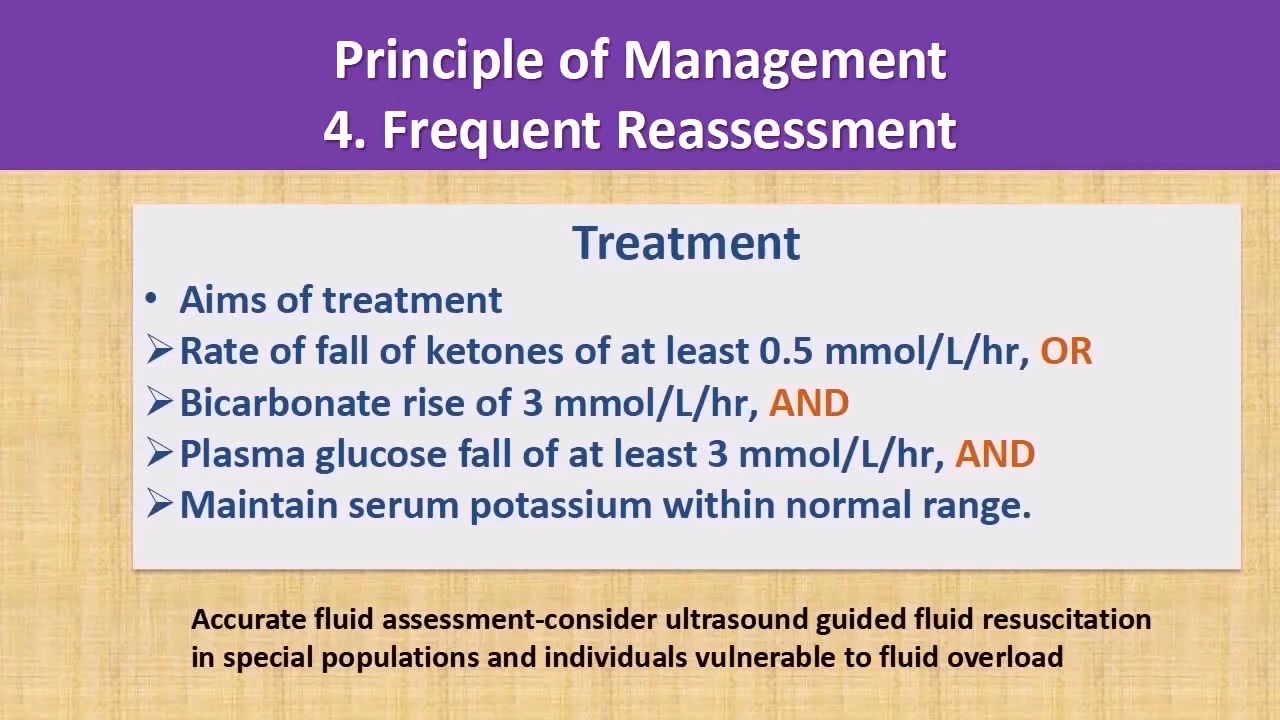 Principle of Management
4. Frequent Reassessment
Treatment
• Aims of treatment
➢Rate of fall of ketones of at least 0.5 mmol/L/hr, OR
➢Bicarbonate rise of 3 mmol/L/hr, AND
➢Plasma glucose fall of at least 3 mmol/L/hr, AND
➢Maintain serum potassium within normal range.
Accurate fluid assessment-consider ultrasound guided fluid resuscitation
in special populations and individuals vulnerable to fluid overload